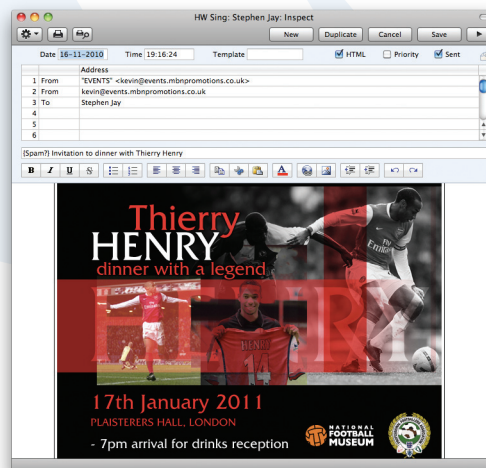 HW Sing: Stephen Jay: Inspect
New Duplicate Cancel Save
Date 16-11-2010 Time 19:16:24 Template HTML Priority Sent
Address
1 From "EVENTS" <kevin@events.mbnpromotions.co.uk>
2 From kevin@events.mbnpromotions.co.uk
3 To Stephen Jay
4
5
6
{Spam?} Invitation to dinner with Thierry Henry
B I U S A
Thierry
HENRY
dinner with a legend
HENRY
Emirates
HENRY
14
17th January 2011
PLAISTERERS HALL, LONDON
- 7pm arrival for drinks reception
NATIONAL
FOOTBALL
MUSEUM